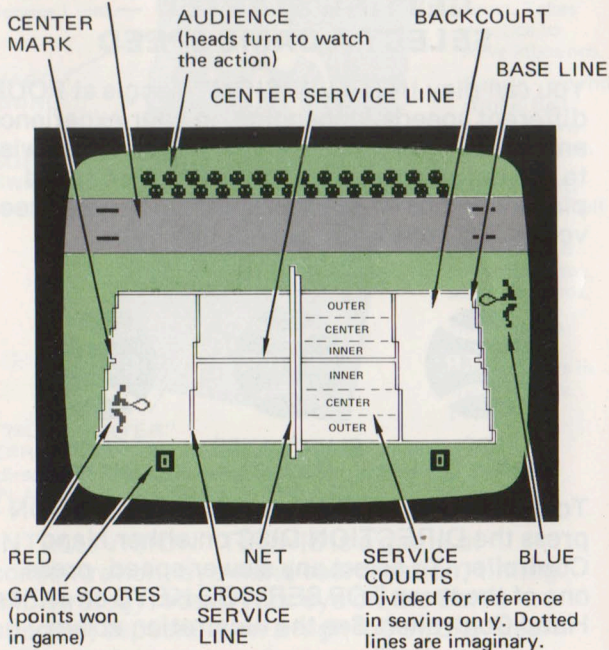 CENTER
MARK
AUDIENCE
(heads turn to watch
the action)
BACKCOURT
BASE LINE
CENTER SERVICE LINE
OUTER
CENTER
INNER
INNER
CENTER
OUTER
0
0
RED
GAME SCORES
(points won
in game)
CROSS
SERVICE
LINE
NET
SERVICE
COURTS
Divided for reference
in serving only. Dotted
lines are imaginary.
BLUE